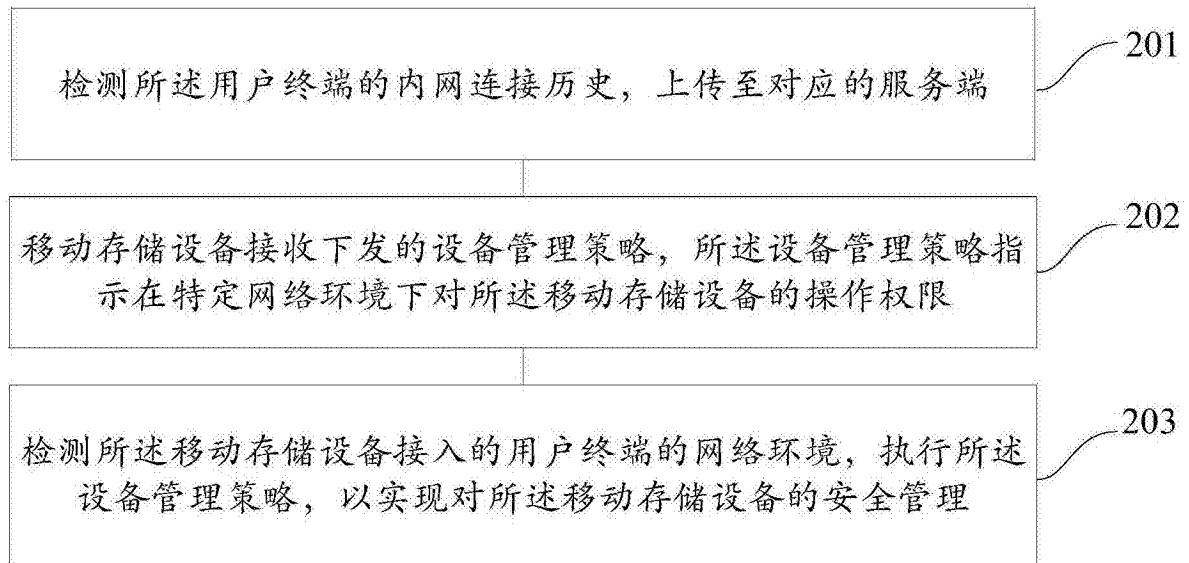 检测所述用户终端的内网连接历史，上传至对应的服务端
201
移动存储设备接收下发的设备管理策略，所述设备管理策略指
示在特定网络环境下对所述移动存储设备的操作权限
202
检测所述移动存储设备接入的用户终端的网络环境，执行所述
设备管理策略，以实现对所述移动存储设备的安全管理
203